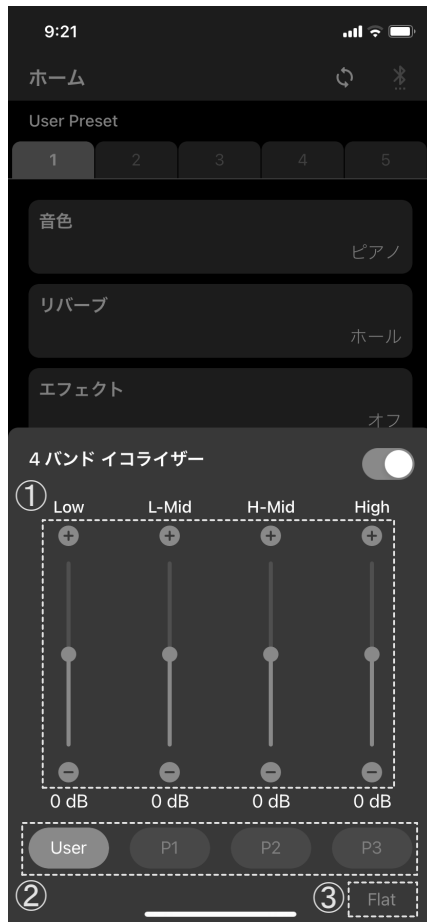 9:21
ホーム
User Preset
1 2 3 4 5
音色
ピアノ
リバーブ
ホール
エフェクト
オフ
4 バンド イコライザー
①
Low L-Mid H-Mid High
0 dB 0 dB 0 dB 0 dB
User P1 P2 P3
② ③ Flat